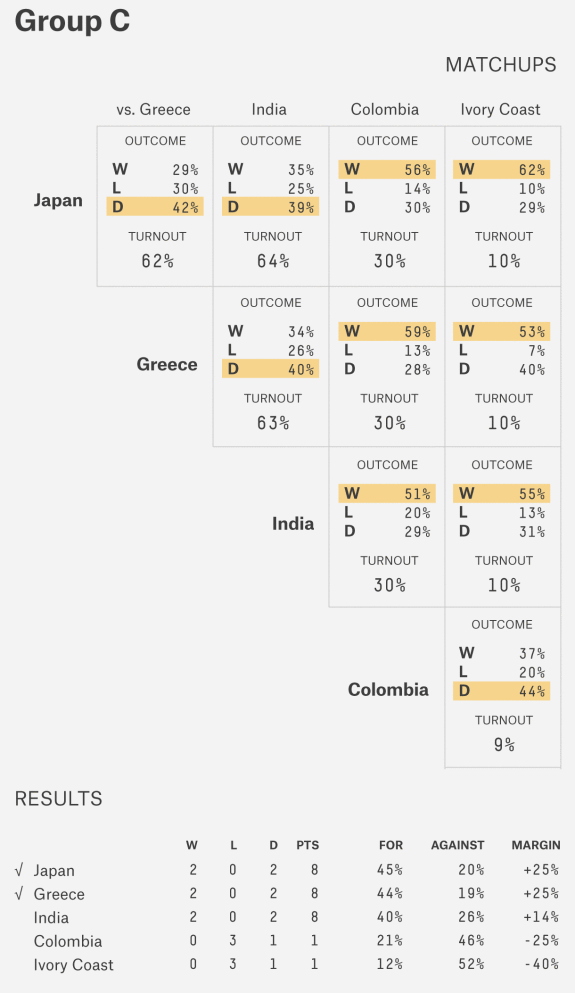 Group C
MATCHUPS
vs. Greece India Colombia Ivory Coast
OUTCOME OUTCOME OUTCOME OUTCOME
W 29% W 35% W 56% W 62%
Japan L 30% L 25% L 14% L 10%
D 42% D 39% D 30% D 29%
TURNOUT TURNOUT TURNOUT TURNOUT
62% 64% 30% 10%
OUTCOME OUTCOME OUTCOME
W 34% W 59% W 53%
Greece L 26% L 13% L 7%
D 40% D 28% D 40%
TURNOUT TURNOUT TURNOUT
63% 30% 10%
OUTCOME OUTCOME
W 51% W 55%
India L 20% L 13%
D 29% D 31%
TURNOUT TURNOUT
30% 10%
OUTCOME
W 37%
L 20%
Colombia D 44%
TURNOUT
9%
RESULTS
W L D PTS FOR AGAINST MARGIN
√ Japan 2 0 2 8 45% 20% +25%
√ Greece 2 0 2 8 44% 19% +25%
India 2 0 2 8 40% 26% +14%
Colombia 0 3 1 1 21% 46% -25%
Ivory Coast 0 3 1 1 12% 52% -40%